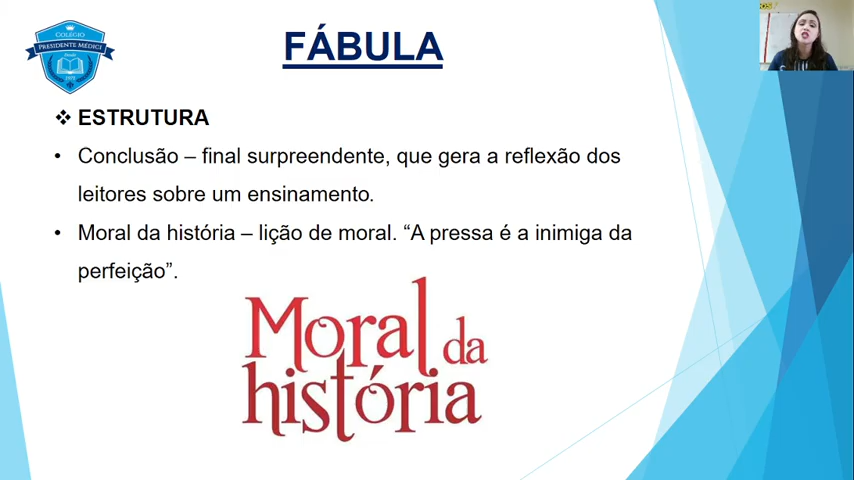 COLÉGIO
PRESIDENTE MÉDICI
FÁBULA
❖ ESTRUTURA
• Conclusão – final surpreendente, que gera a reflexão dos
leitores sobre um ensinamento.
• Moral da história – lição de moral. “A pressa é a inimiga da
perfeição”.
Moral da
história